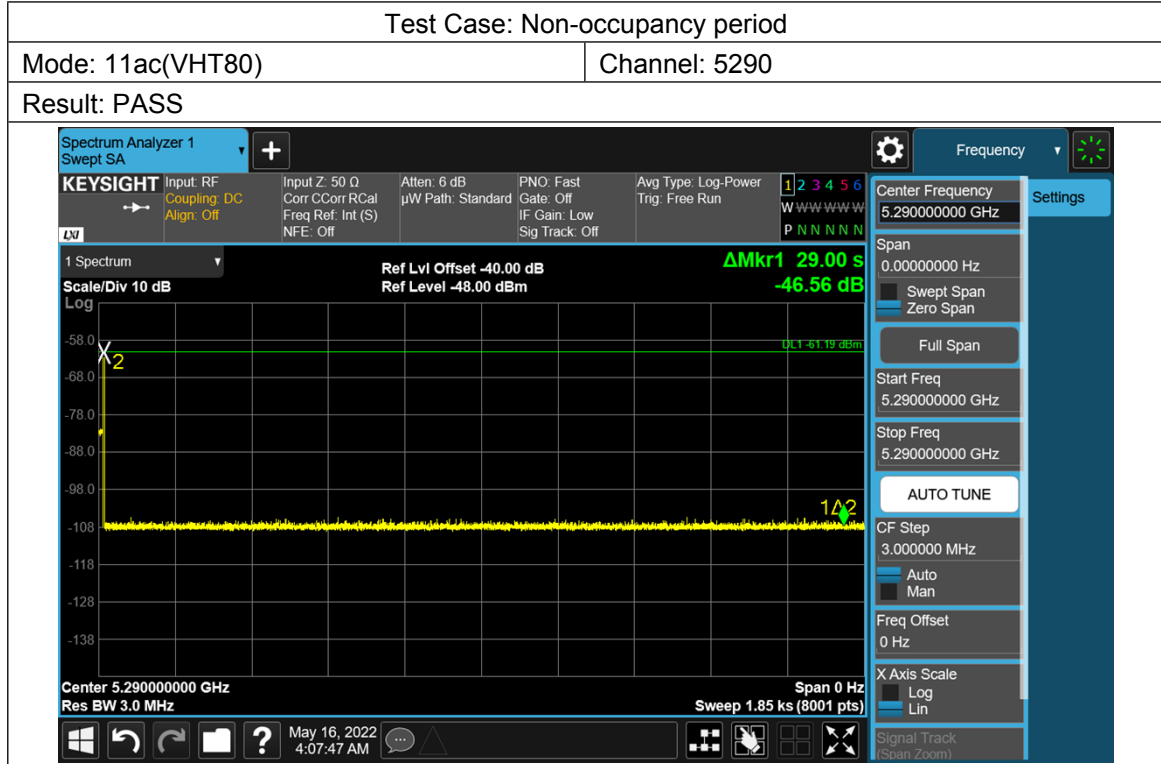 Test Case: Non-occupancy period
Mode: 11ac(VHT80)
Channel: 5290
Result: PASS
Spectrum Analyzer 1
Swept SA
Frequency
KEYSIGHT
LXI
Input: RF
Coupling: DC
Align: Off
Input Z: 50 Ω
Corr CCorr RCal
Freq Ref: Int (S)
NFE: Off
Atten: 6 dB
µW Path: Standard
PNO: Fast
Gate: Off
IF Gain: Low
Sig Track: Off
Avg Type: Log-Power
Trig: Free Run
1 2 3 4 5 6
W W W W W W
P N N N N N
1 Spectrum
Scale/Div 10 dB
Log
Ref Lvl Offset -40.00 dB
Ref Level -48.00 dBm
ΔMkr1 29.00 s
-46.56 dB
DL1 -61.19 dBm
2
1Δ2
-58.0
-68.0
-78.0
-88.0
-98.0
-108
-118
-128
-138
Center 5.290000000 GHz
Res BW 3.0 MHz
Span 0 Hz
Sweep 1.85 ks (8001 pts)
?
May 16, 2022
4:07:47 AM
Settings
Center Frequency
5.290000000 GHz
Span
0.00000000 Hz
Swept Span
Zero Span
Full Span
Start Freq
5.290000000 GHz
Stop Freq
5.290000000 GHz
AUTO TUNE
CF Step
3.000000 MHz
Auto
Man
Freq Offset
0 Hz
X Axis Scale
Log
Lin
Signal Track
(Span Zoom)